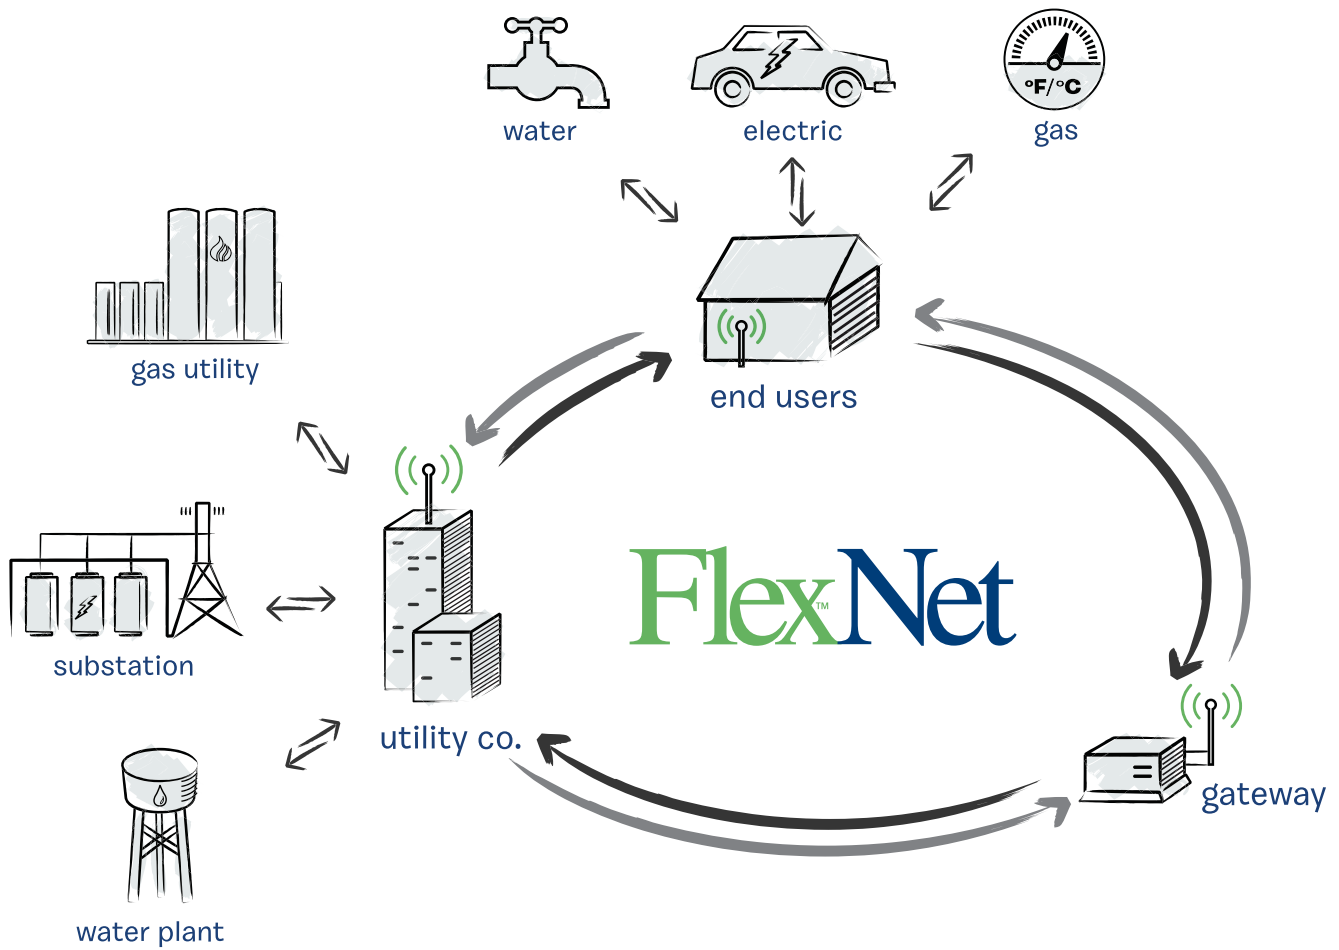 water
electric
gas
°F/°C
gas utility
end users
substation
FlexNet™
utility co.
gateway
water plant